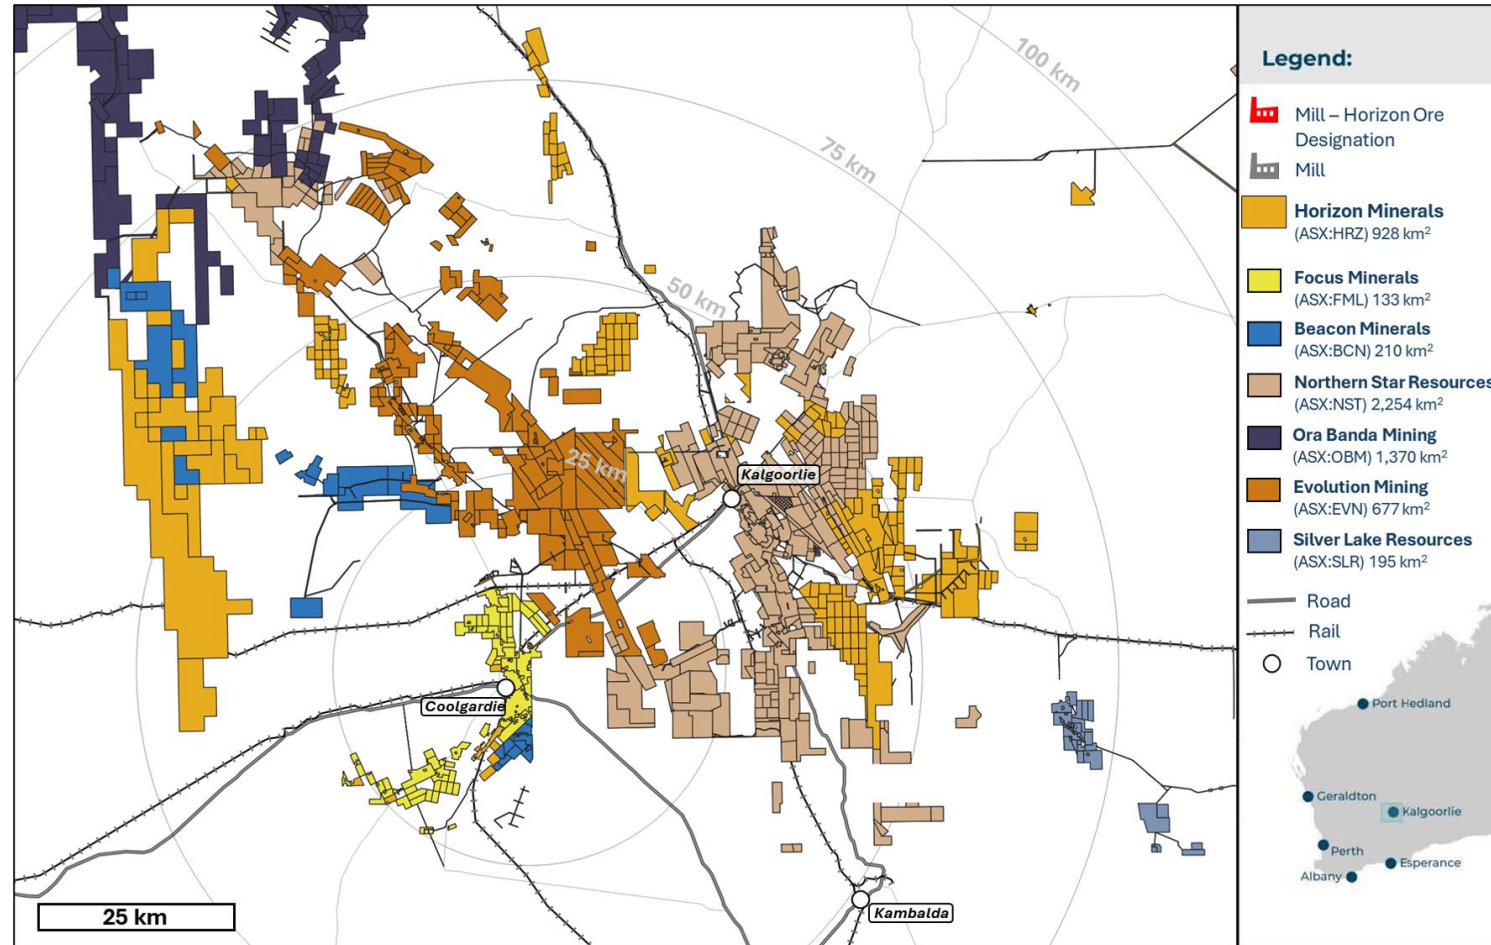 100 km
75 km
50 km
25 km
Kalgoorlie
Coolgardie
Kambalda
25 km
Legend:
Mill – Horizon Ore
Designation
Mill
Horizon Minerals
(ASX:HRZ) 928 km²
Focus Minerals
(ASX:FML) 133 km²
Beacon Minerals
(ASX:BCN) 210 km²
Northern Star Resources
(ASX:NST) 2,254 km²
Ora Banda Mining
(ASX:OBM) 1,370 km²
Evolution Mining
(ASX:EVN) 677 km²
Silver Lake Resources
(ASX:SLR) 195 km²
Road
Rail
Town
Port Hedland
Geraldton
Kalgoorlie
Perth
Esperance
Albany